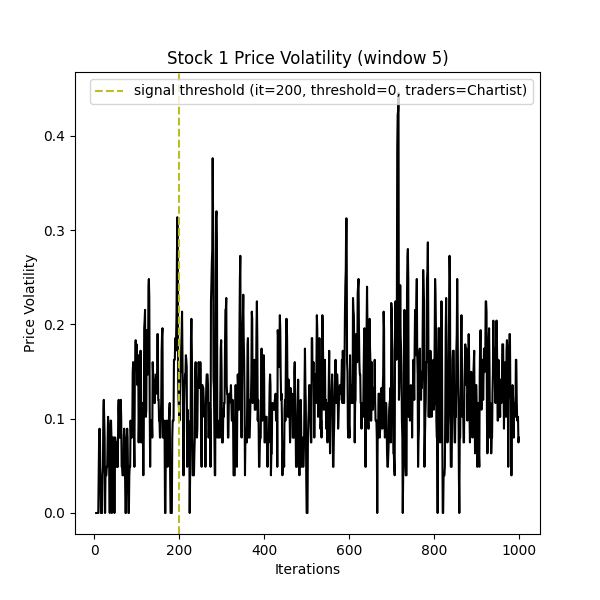 Stock 1 Price Volatility (window 5)
signal threshold (it=200, threshold=0, traders=Chartist)
Price Volatility
0.4
0.3
0.2
0.1
0.0
0 200 400 600 800 1000
Iterations